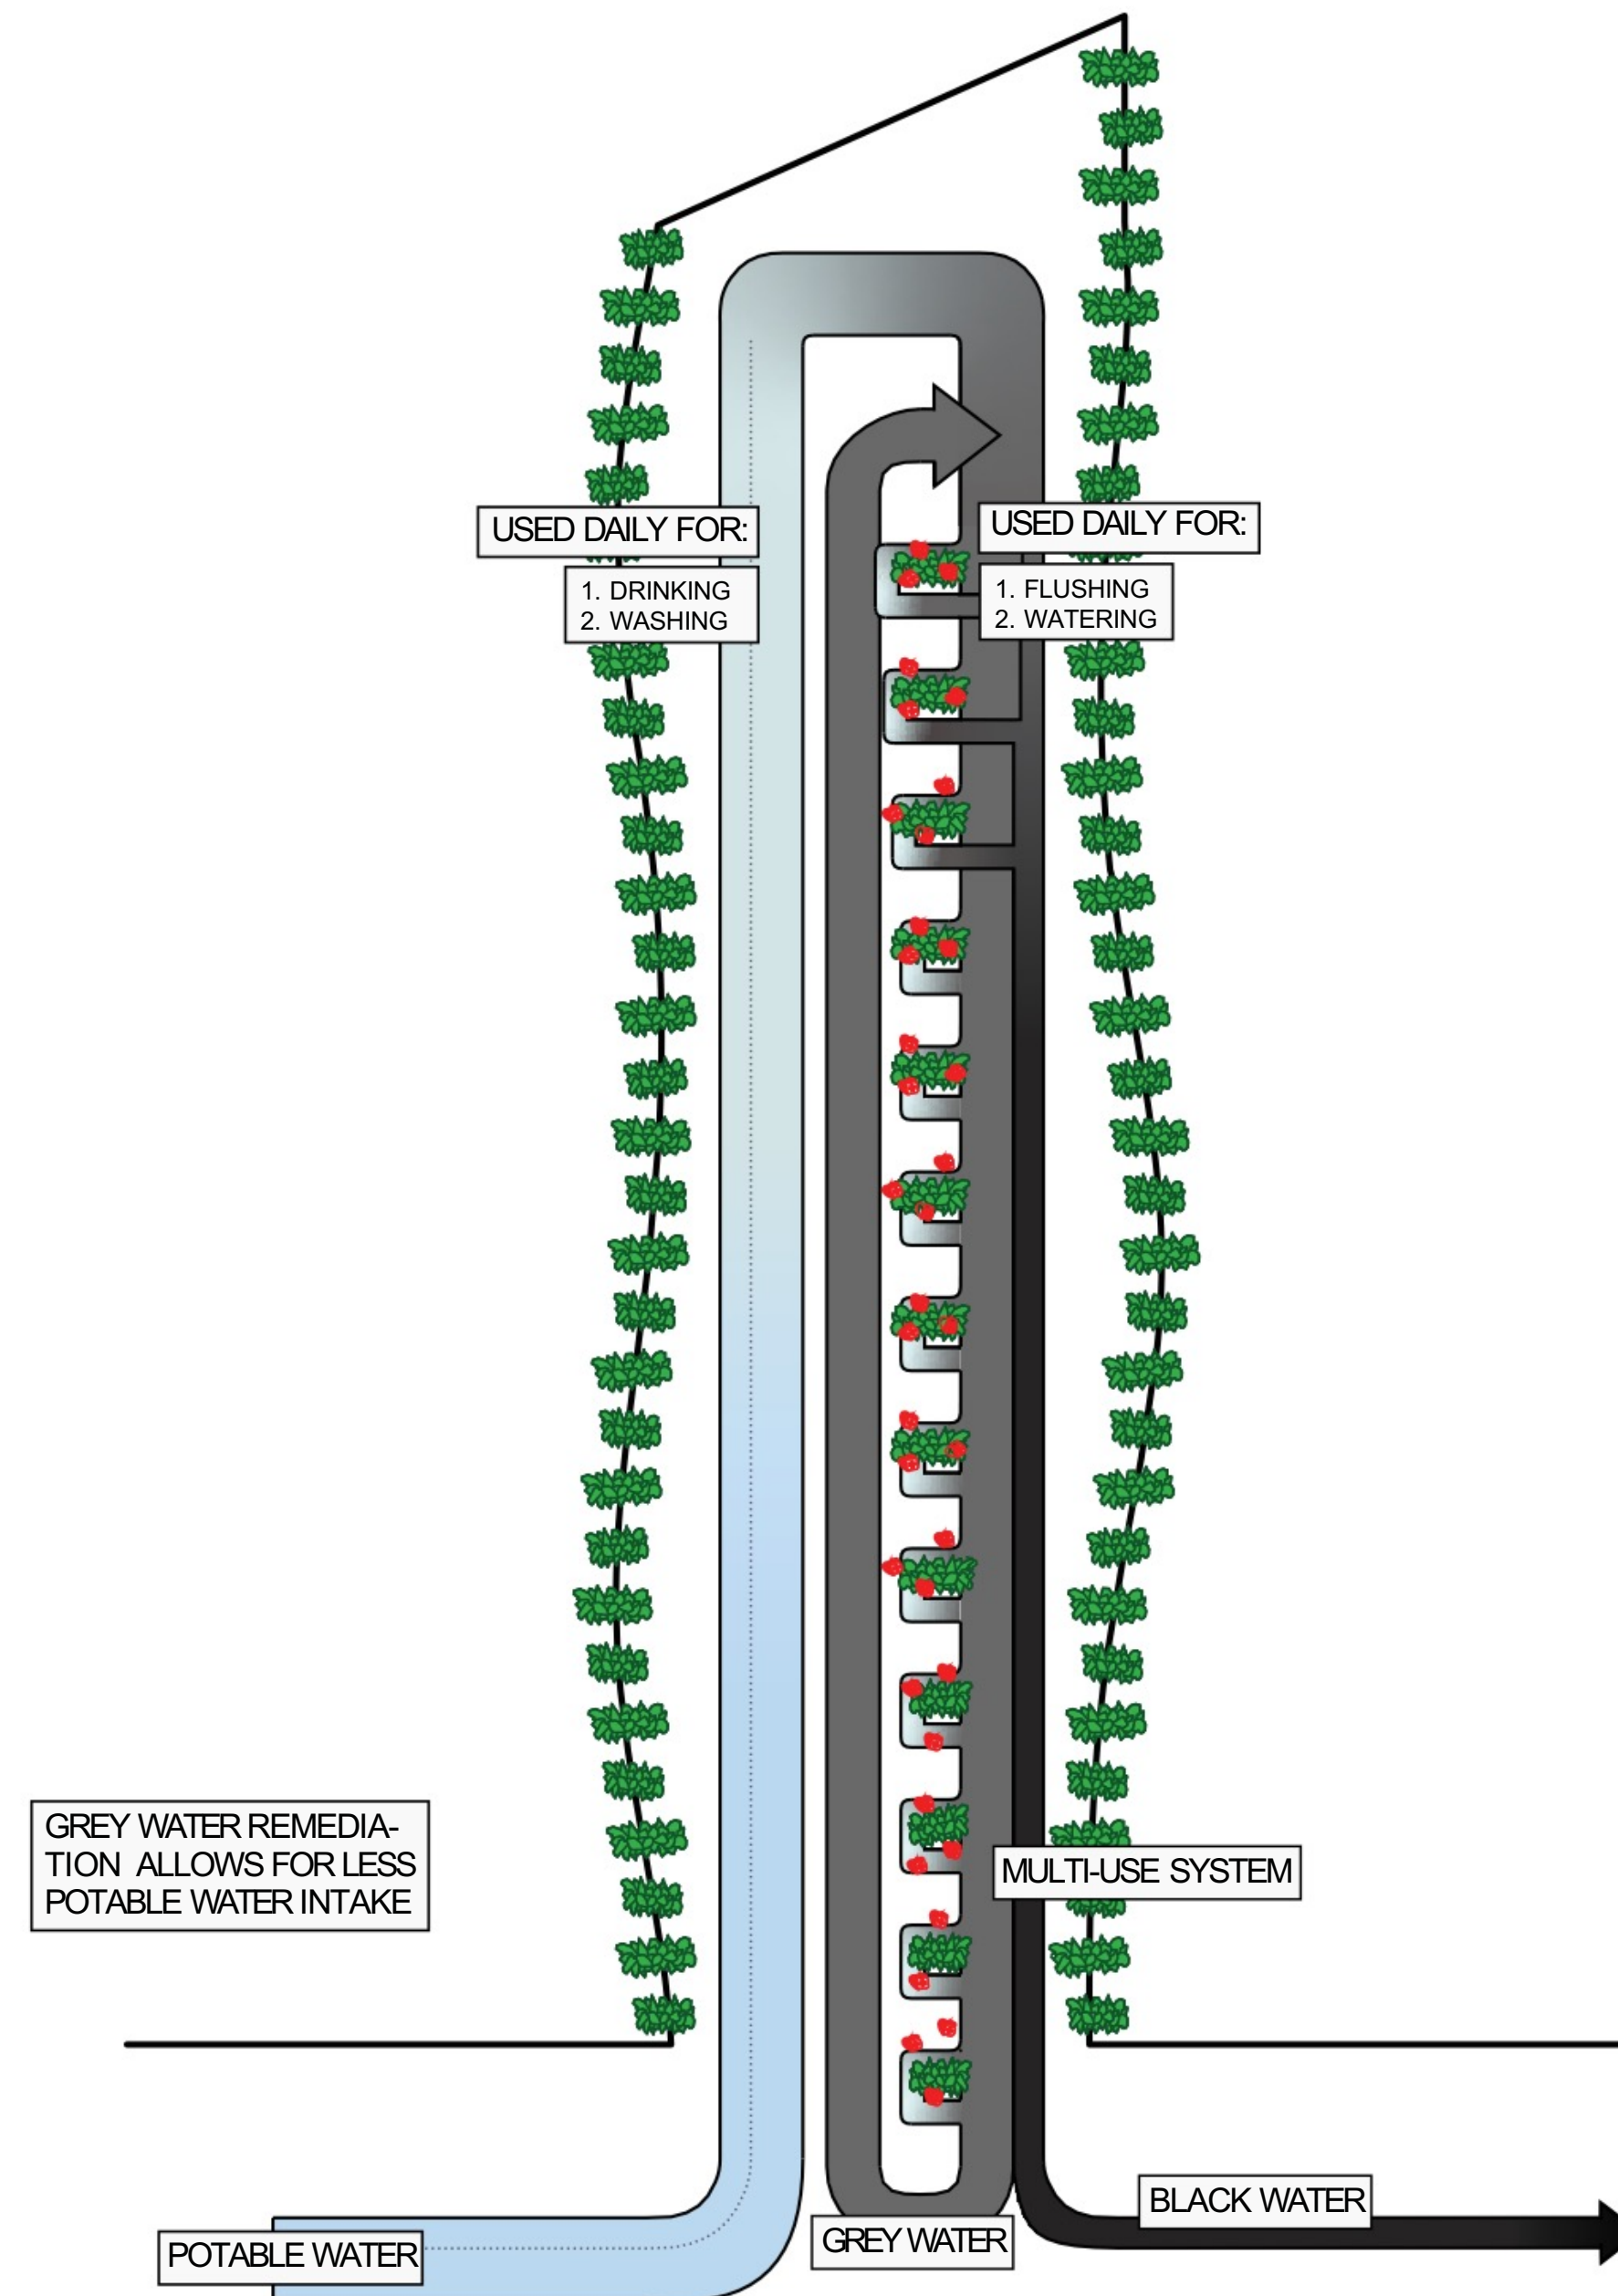 USED DAILY FOR:
1. DRINKING
2. WASHING
USED DAILY FOR:
1. FLUSHING
2. WATERING
GREY WATER REMEDIA-
TION ALLOWS FOR LESS
POTABLE WATER INTAKE
MULTI-USE SYSTEM
BLACK WATER
GREY WATER
POTABLE WATER